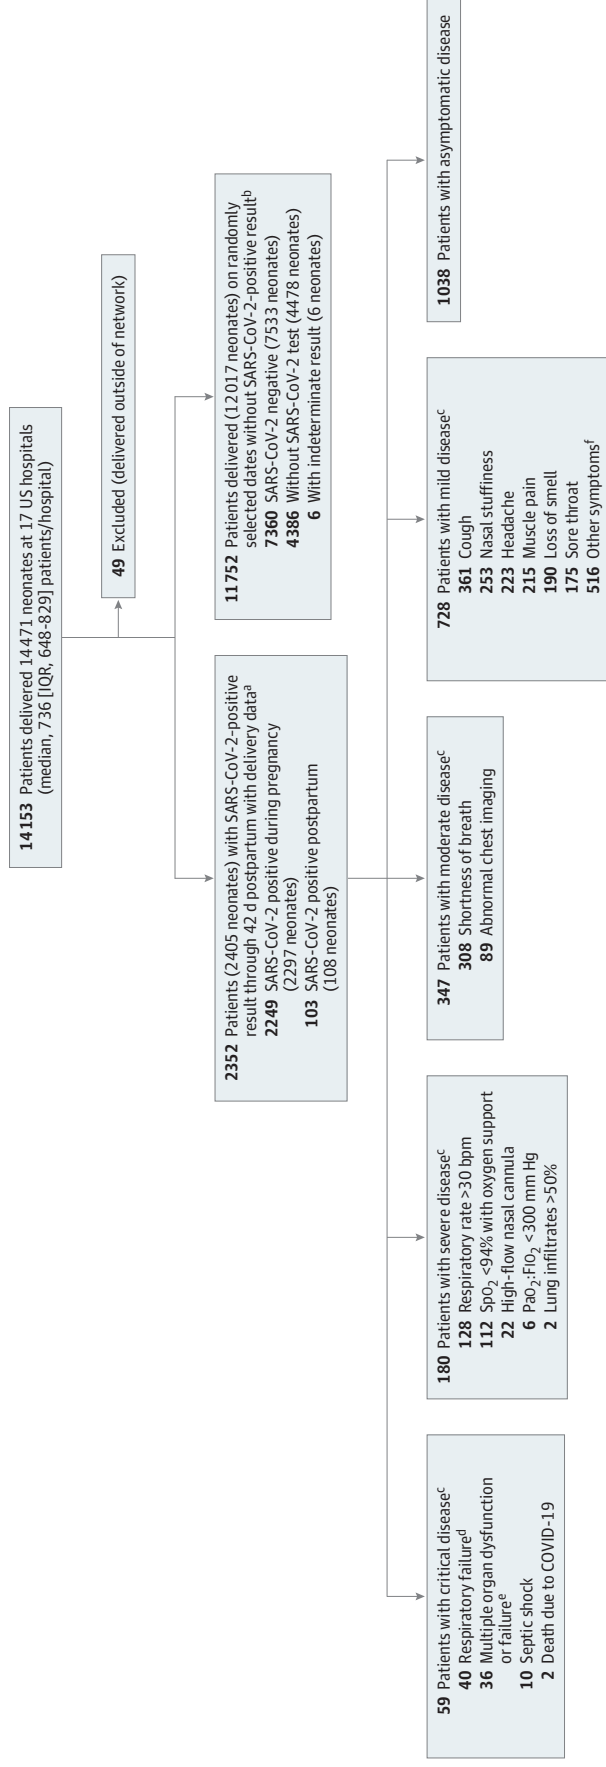 14 153 Patients delivered 14 471 neonates at 17 US hospitals
(median, 736 [IQR, 648-829] patients/hospital)
49 Excluded (delivered outside of network)
2352 Patients (2405 neonates) with SARS-CoV-2-positive
result through 42 d postpartum with delivery data^a
2249 SARS-CoV-2 positive during pregnancy
(2297 neonates)
103 SARS-CoV-2 positive postpartum
(108 neonates)
11 752 Patients delivered (12 017 neonates) on randomly
selected dates without SARS-CoV-2-positive result^b
7360 SARS-CoV-2 negative (7533 neonates)
4386 Without SARS-CoV-2 test (4478 neonates)
6 With indeterminate result (6 neonates)
59 Patients with critical disease^c
40 Respiratory failure^d
36 Multiple organ dysfunction
or failure^e
10 Septic shock
2 Death due to COVID-19
180 Patients with severe disease^c
128 Respiratory rate >30 bpm
112 SpO₂ <94% with oxygen support
22 High-flow nasal cannula
6 PaO₂:FIO₂ <300 mm Hg
2 Lung infiltrates >50%
347 Patients with moderate disease^c
308 Shortness of breath
89 Abnormal chest imaging
728 Patients with mild disease^c
361 Cough
253 Nasal stuffiness
223 Headache
215 Muscle pain
190 Loss of smell
175 Sore throat
516 Other symptoms^f
1038 Patients with asymptomatic disease